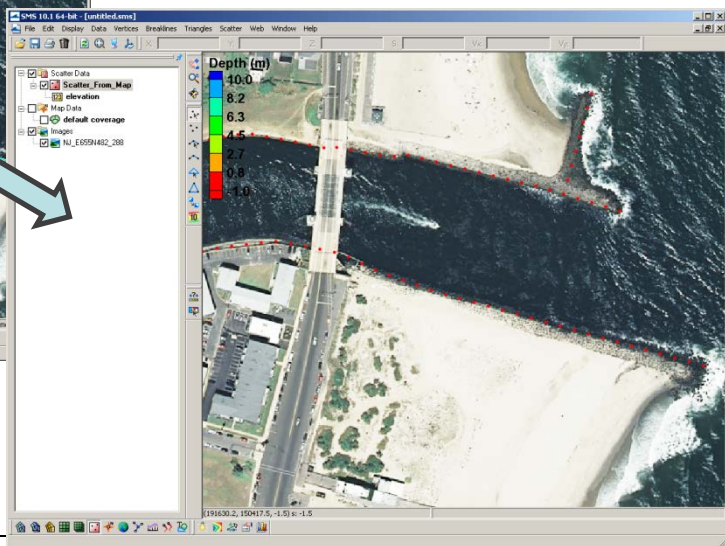 SMS 10.1 64-bit - [untitled.sms]
File Edit Display Data Vertices Breaklines Triangles Scatter Web Window Help
X Y Z S Vx Vy
Scatter Data
Scatter_From_Map
elevation
Map Data
default coverage
Images
NJ_E655N482_288
Depth (m)
10.0
8.2
6.3
4.5
2.7
0.8
-1.0
(191630.2, 150417.5, -1.5) s: -1.5